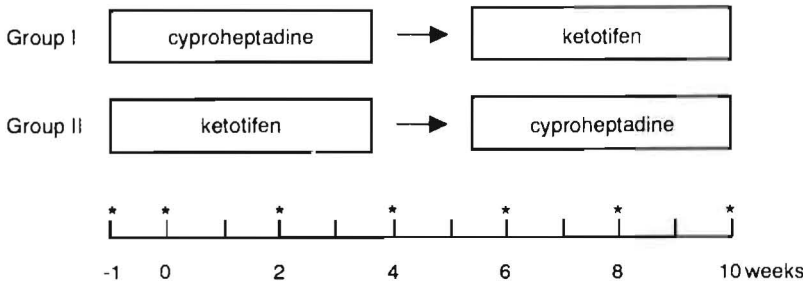 Group I cyproheptadine ketotifen
Group II ketotifen cyproheptadine
* * * * * * *
-1 0 2 4 6 8 10 weeks